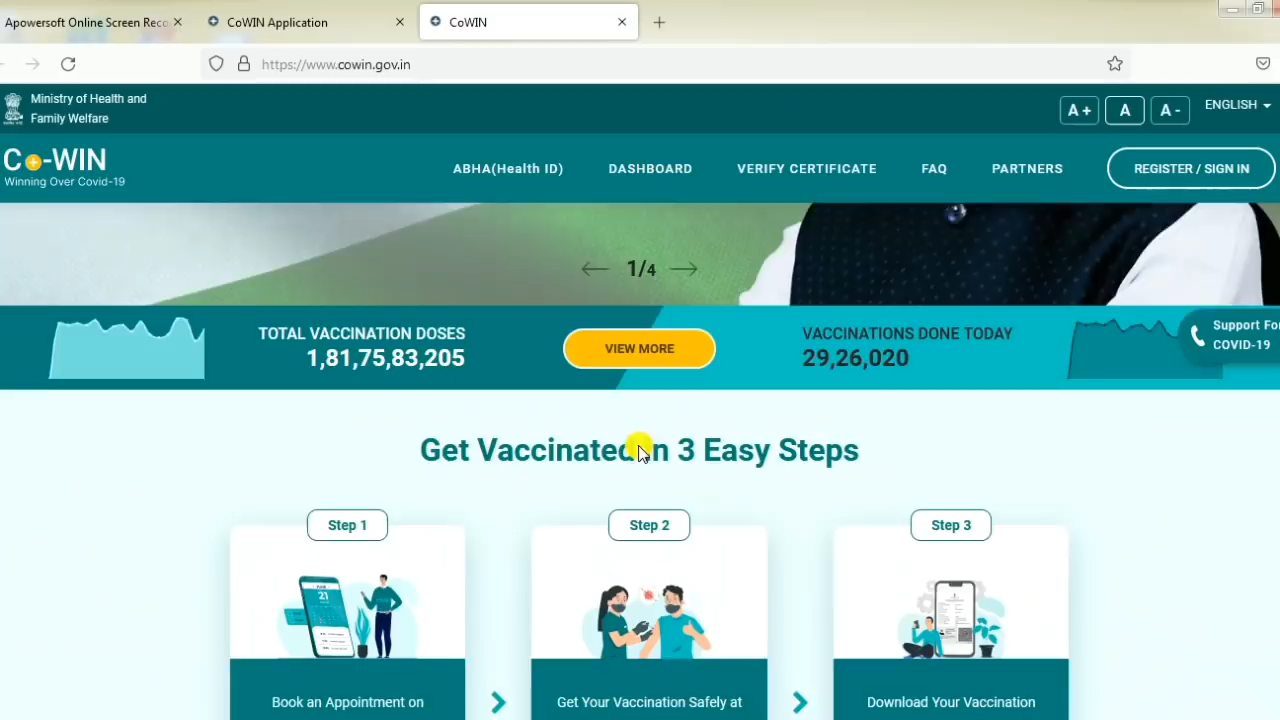 Apowersoft Online Screen Reco
CoWIN Application
CoWIN
https://www.cowin.gov.in
Ministry of Health and
Family Welfare
A +
A
A -
ENGLISH
Co-WIN
Winning Over Covid-19
ABHA(Health ID)
DASHBOARD
VERIFY CERTIFICATE
FAQ
PARTNERS
REGISTER / SIGN IN
1/4
TOTAL VACCINATION DOSES
1,81,75,83,205
VIEW MORE
VACCINATIONS DONE TODAY
29,26,020
Support For
COVID-19
Get Vaccinated in 3 Easy Steps
Step 1
Step 2
Step 3
21
Book an Appointment on
Get Your Vaccination Safely at
Download Your Vaccination